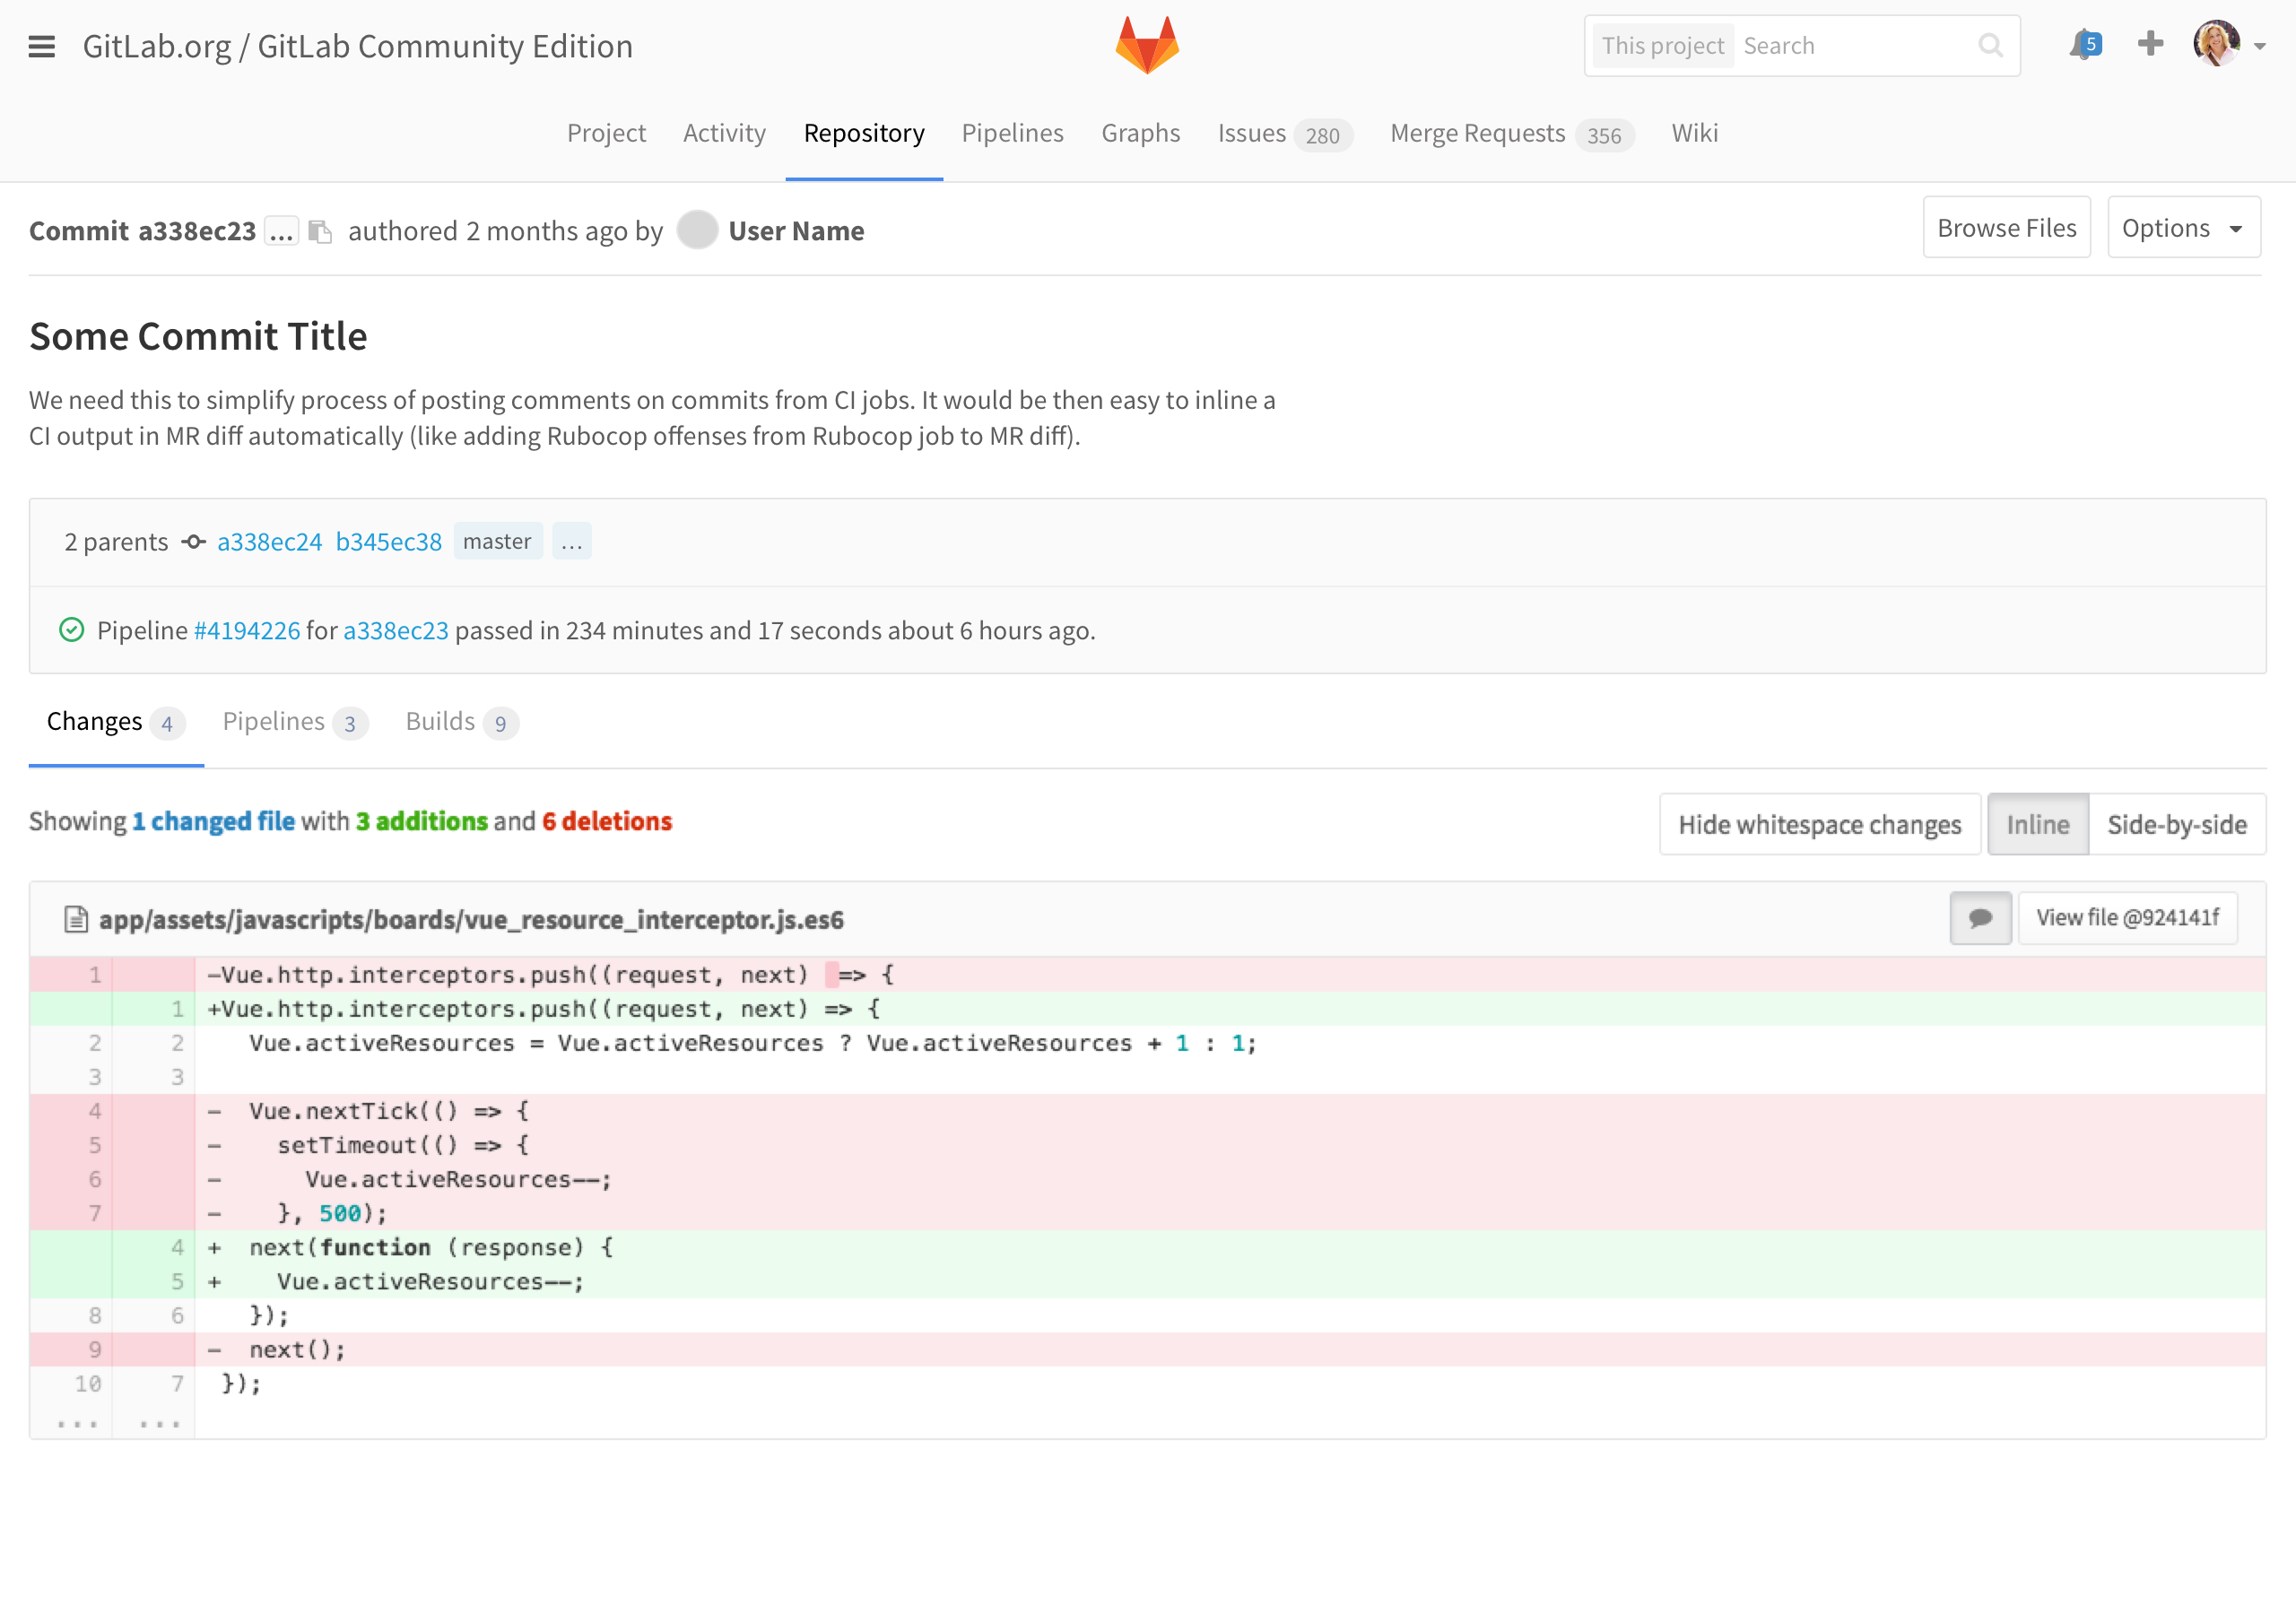 GitLab.org / GitLab Community Edition
This project Search
5
Project Activity Repository Pipelines Graphs Issues 280 Merge Requests 356 Wiki
Commit a338ec23 ... authored 2 months ago by User Name
Browse Files Options
Some Commit Title
We need this to simplify process of posting comments on commits from CI jobs. It would be then easy to inline a
CI output in MR diff automatically (like adding Rubocop offenses from Rubocop job to MR diff).
2 parents a338ec24 b345ec38 master ...
Pipeline #4194226 for a338ec23 passed in 234 minutes and 17 seconds about 6 hours ago.
Changes 4 Pipelines 3 Builds 9
Showing 1 changed file with 3 additions and 6 deletions
Hide whitespace changes Inline Side-by-side
app/assets/javascripts/boards/vue_resource_interceptor.js.es6
View file @924141f
1 -Vue.http.interceptors.push((request, next)  => {
1 +Vue.http.interceptors.push((request, next) => {
2 2 Vue.activeResources = Vue.activeResources ? Vue.activeResources + 1 : 1;
3 3
4 - Vue.nextTick(() => {
5 - setTimeout(() => {
6 - Vue.activeResources--;
7 - }, 500);
4 + next(function (response) {
5 + Vue.activeResources--;
8 6 });
9 - next();
10 7 });
... ...